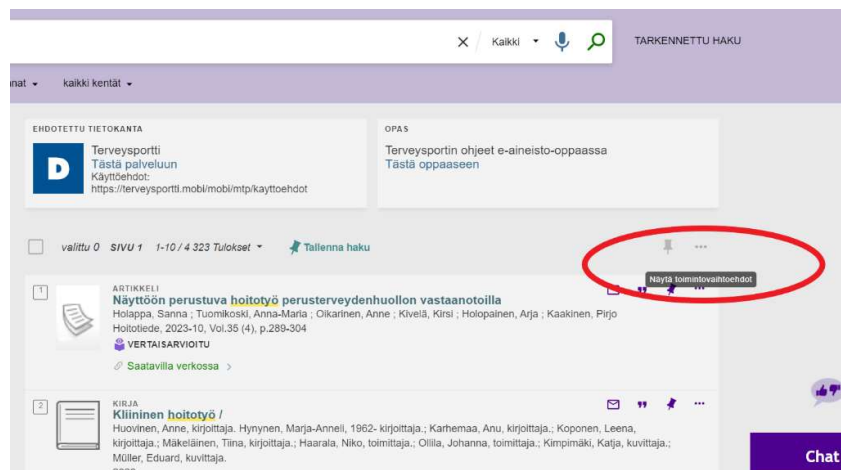 Kaikki
TARKENNETTU HAKU
nnat
kaikki kentät
EHDOTETTU TIETOKANTA
D
Terveysportti
Tästä palveluun
Käyttöehdot:
https://terveysportti.mobi/mobi/mtp/kayttoehdot
OPAS
Terveysportin ohjeet e-aineisto-oppaassa
Tästä oppaaseen
valittu 0 SIVU 1 1-10 / 4 323 Tulokset
Tallenna haku
Näytä toimintovaihtoehdot
1
ARTIKKELI
Näyttöön perustuva hoitotyö perusterveydenhuollon vastaanotoilla
Holappa, Sanna ; Tuomikoski, Anna-Maria ; Oikarinen, Anne ; Kivelä, Kirsi ; Holopainen, Arja ; Kaakinen, Pirjo
Hoitotiede, 2023-10, Vol.35 (4), p.289-304
VERTAISARVIOITU
Saatavilla verkossa
2
KIRJA
Kliininen hoitotyö /
Huovinen, Anne, kirjoittaja. Hynynen, Marja-Anneli, 1962- kirjoittaja.; Karhemaa, Anu, kirjoittaja.; Koponen, Leena,
kirjoittaja.; Mäkeläinen, Tiina, kirjoittaja.; Haarala, Niko, toimittaja.; Ollila, Johanna, toimittaja.; Kimpimäki, Katja, kuvittaja.;
Müller, Eduard, kuvittaja.
Chat